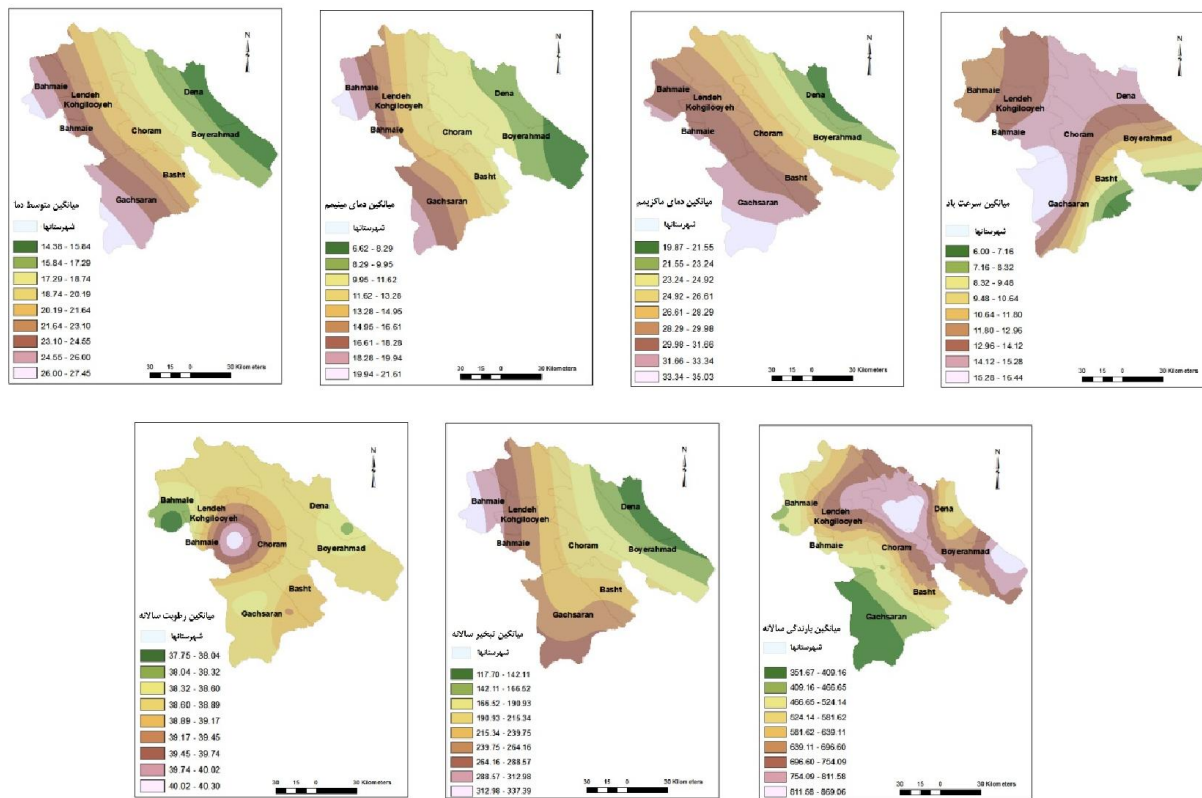 N
Bahmaie
Lendeh
Kohgilooyeh
Bahmaie
Choram
Dena
Boyerahmad
Basht
Gachsaran
میانگین متوسط دما
شهرستانها
14.38 - 15.84
15.84 - 17.29
17.29 - 18.74
18.74 - 20.19
20.19 - 21.64
21.64 - 23.10
23.10 - 24.55
24.55 - 26.00
26.00 - 27.45
30 15 0 30 Kilometers
N
Bahmaie
Lendeh
Kohgilooyeh
Bahmaie
Choram
Dena
Boyerahmad
Basht
Gachsaran
میانگین دمای مینیمم
شهرستانها
6.62 - 8.29
8.29 - 9.95
9.95 - 11.62
11.62 - 13.28
13.28 - 14.95
14.95 - 16.61
16.61 - 18.28
18.28 - 19.94
19.94 - 21.61
30 15 0 30 Kilometers
N
Bahmaie
Lendeh
Kohgilooyeh
Bahmaie
Choram
Dena
Boyerahmad
Basht
Gachsaran
میانگین دمای ماکزیمم
شهرستانها
19.87 - 21.55
21.55 - 23.24
23.24 - 24.92
24.92 - 26.61
26.61 - 28.29
28.29 - 29.98
29.98 - 31.66
31.66 - 33.34
33.34 - 35.03
30 15 0 30 Kilometers
N
Bahmaie
Lendeh
Kohgilooyeh
Bahmaie
Choram
Dena
Boyerahmad
Basht
Gachsaran
میانگین سرعت باد
شهرستانها
6.00 - 7.16
7.16 - 8.32
8.32 - 9.48
9.48 - 10.64
10.64 - 11.80
11.80 - 12.96
12.96 - 14.12
14.12 - 15.28
15.28 - 16.44
30 15 0 30 Kilometers
N
Bahmaie
Lendeh
Kohgilooyeh
Bahmaie
Choram
Dena
Boyerahmad
Basht
Gachsaran
میانگین رطوبت سالانه
شهرستانها
37.75 - 38.04
38.04 - 38.32
38.32 - 38.60
38.60 - 38.89
38.89 - 39.17
39.17 - 39.45
39.45 - 39.74
39.74 - 40.02
40.02 - 40.30
30 15 0 30 Kilometers
N
Bahmaie
Lendeh
Kohgilooyeh
Bahmaie
Choram
Dena
Boyerahmad
Basht
Gachsaran
میانگین تبخیر سالانه
شهرستانها
117.70 - 142.11
142.11 - 166.52
166.52 - 190.93
190.93 - 215.34
215.34 - 239.75
239.75 - 264.16
264.16 - 288.57
288.57 - 312.98
312.98 - 337.39
30 15 0 30 Kilometers
N
Bahmaie
Lendeh
Kohgilooyeh
Bahmaie
Choram
Dena
Boyerahmad
Basht
Gachsaran
میانگین بارندگی سالانه
شهرستانها
351.67 - 409.16
409.16 - 466.65
466.65 - 524.14
524.14 - 581.62
581.62 - 639.11
639.11 - 696.60
696.60 - 754.09
754.09 - 811.58
811.58 - 869.06
30 15 0 30 Kilometers